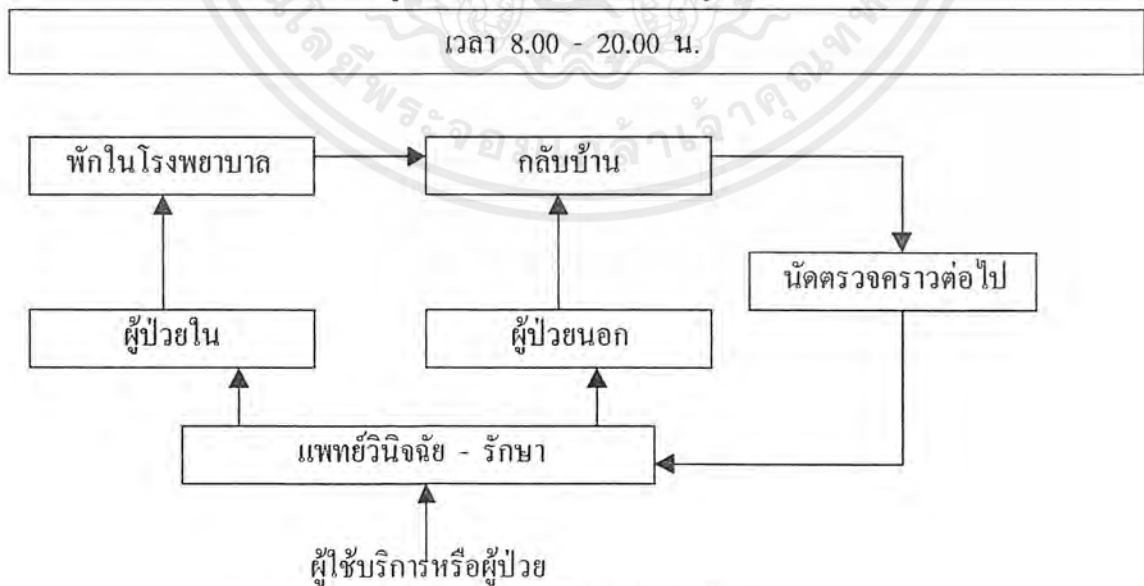 เวลา 8.00 - 20.00 น.
พักในโรงพยาบาล
กลับบ้าน
นัดตรวจคราวต่อไป
ผู้ป่วยใน
ผู้ป่วยนอก
แพทย์วินิจฉัย - รักษา
ผู้ใช้บริการหรือผู้ป่วย